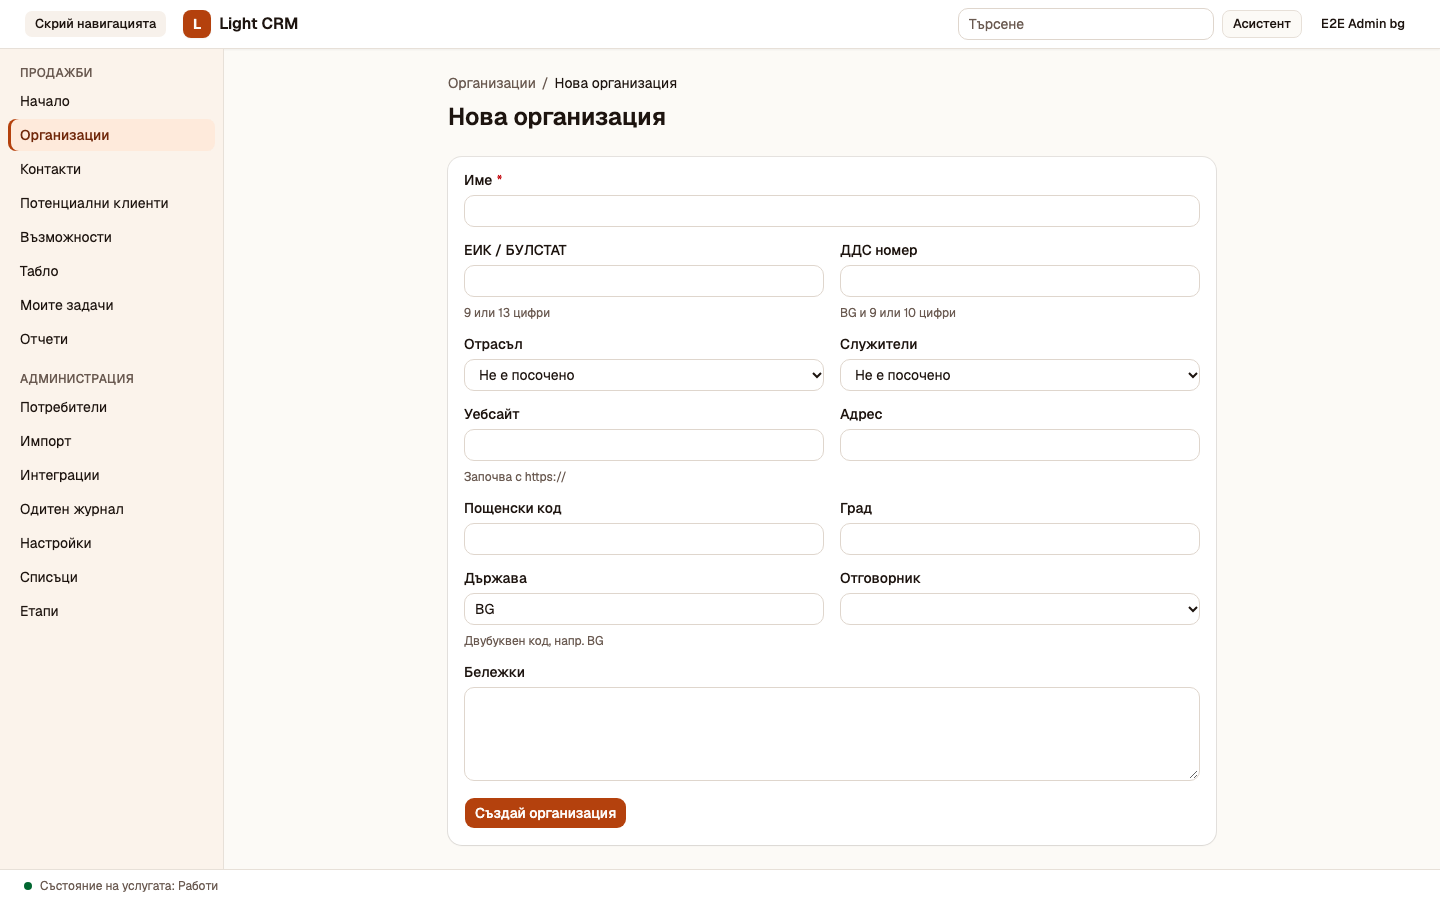 Скрий навигацията
L
Light CRM
Търсене
Асистент
E2E Admin bg
ПРОДАЖБИ
Начало
Организации
Контакти
Потенциални клиенти
Възможности
Табло
Моите задачи
Отчети
АДМИНИСТРАЦИЯ
Потребители
Импорт
Интеграции
Одитен журнал
Настройки
Списъци
Етапи
Организации / Нова организация
Нова организация
Име *
ЕИК / БУЛСТАТ
ДДС номер
9 или 13 цифри
BG и 9 или 10 цифри
Отрасъл
Служители
Не е посочено
Не е посочено
Уебсайт
Адрес
Започва с https://
Пощенски код
Град
Държава
Отговорник
BG
Двубуквен код, напр. BG
Бележки
Създай организация
Състояние на услугата: Работи